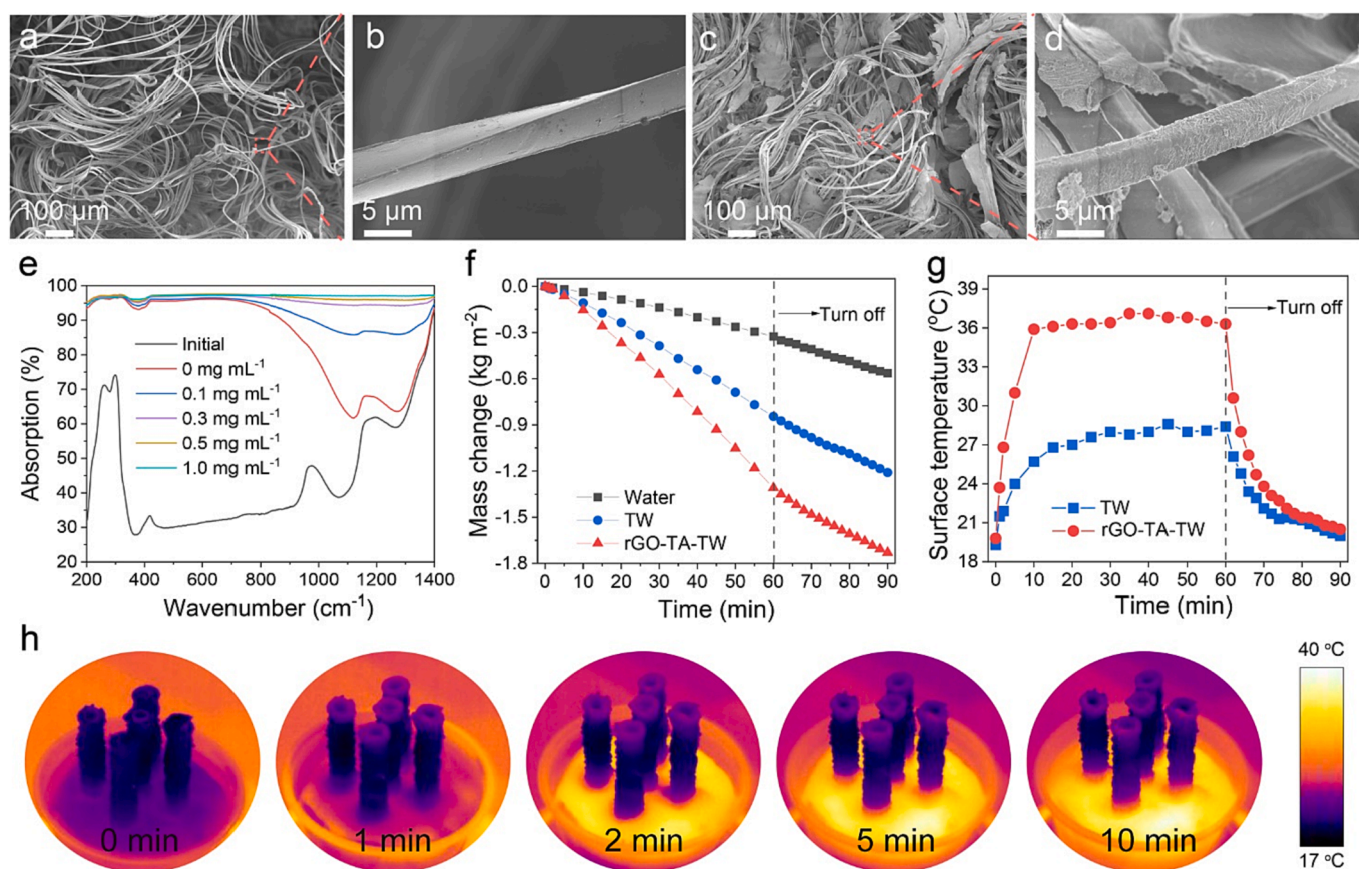 a
100 μm
b
5 μm
c
100 μm
d
5 μm
e
100
90
80
70
60
50
40
30
20
Absorption (%)
Initial
0 mg mL⁻¹
0.1 mg mL⁻¹
0.3 mg mL⁻¹
0.5 mg mL⁻¹
1.0 mg mL⁻¹
200 400 600 800 1000 1200 1400
Wavenumber (cm⁻¹)
f
0.0
-0.3
-0.6
-0.9
-1.2
-1.5
-1.8
Mass change (kg m⁻²)
Turn off
Water
TW
rGO-TA-TW
0 10 20 30 40 50 60 70 80 90
Time (min)
g
39
36
33
30
27
24
21
18
Surface temperature (°C)
Turn off
TW
rGO-TA-TW
0 10 20 30 40 50 60 70 80 90
Time (min)
h
0 min
1 min
2 min
5 min
10 min
40 °C
17 °C